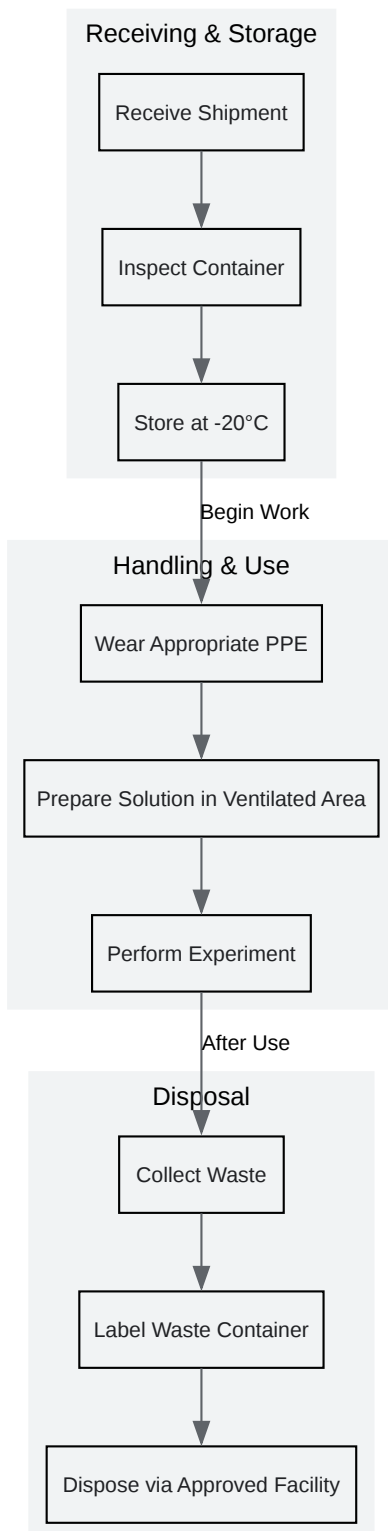 Receiving & Storage
Receive Shipment
Inspect Container
Store at -20°C
Begin Work
Handling & Use
Wear Appropriate PPE
Prepare Solution in Ventilated Area
Perform Experiment
After Use
Disposal
Collect Waste
Label Waste Container
Dispose via Approved Facility